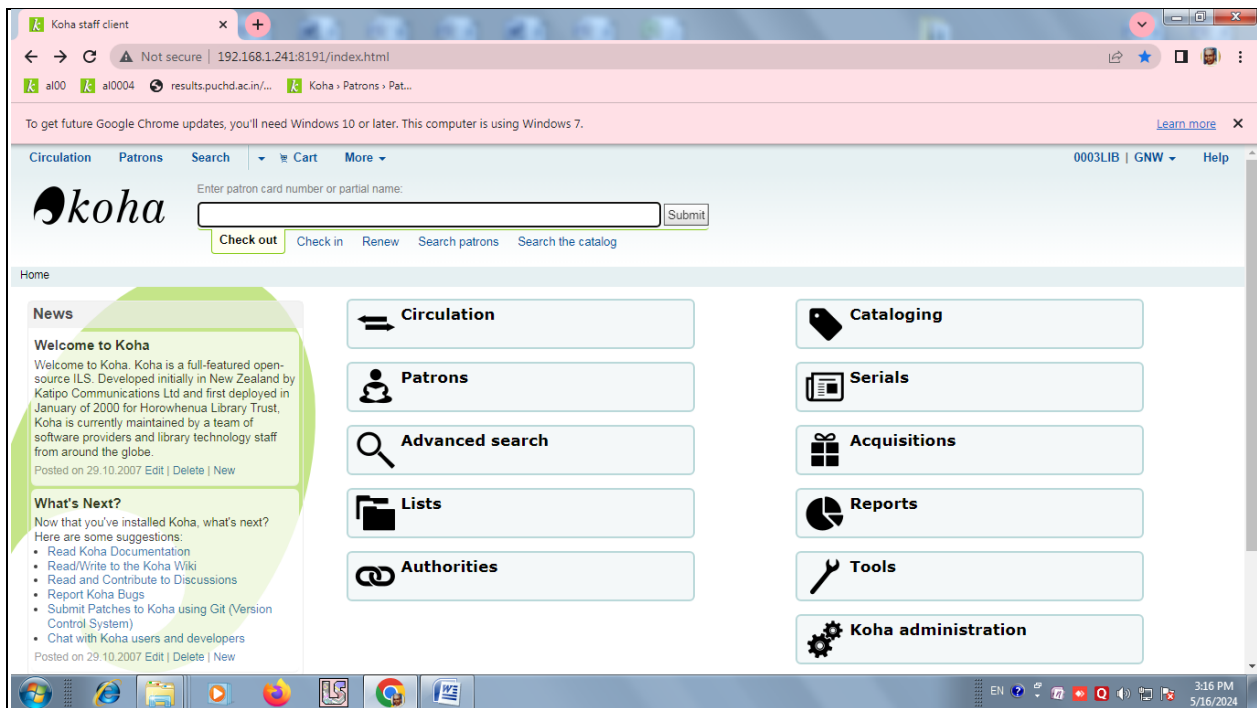 Koha staff client
Not secure | 192.168.1.241:8191/index.html
al00 al0004 results.puchd.ac.in/... Koha › Patrons › Pat...
To get future Google Chrome updates, you'll need Windows 10 or later. This computer is using Windows 7. Learn more
Circulation Patrons Search Cart More 0003LIB | GNW Help
koha
Enter patron card number or partial name:
Submit
Check out Check in Renew Search patrons Search the catalog
Home
News
Welcome to Koha
Welcome to Koha. Koha is a full-featured open-
source ILS. Developed initially in New Zealand by
Katipo Communications Ltd and first deployed in
January of 2000 for Horowhenua Library Trust,
Koha is currently maintained by a team of
software providers and library technology staff
from around the globe.
Posted on 29.10.2007 Edit | Delete | New
What's Next?
Now that you've installed Koha, what's next?
Here are some suggestions:
• Read Koha Documentation
• Read/Write to the Koha Wiki
• Read and Contribute to Discussions
• Report Koha Bugs
• Submit Patches to Koha using Git (Version
Control System)
• Chat with Koha users and developers
Posted on 29.10.2007 Edit | Delete | New
Circulation
Patrons
Advanced search
Lists
Authorities
Cataloging
Serials
Acquisitions
Reports
Tools
Koha administration
LS
EN
3:16 PM
5/16/2024